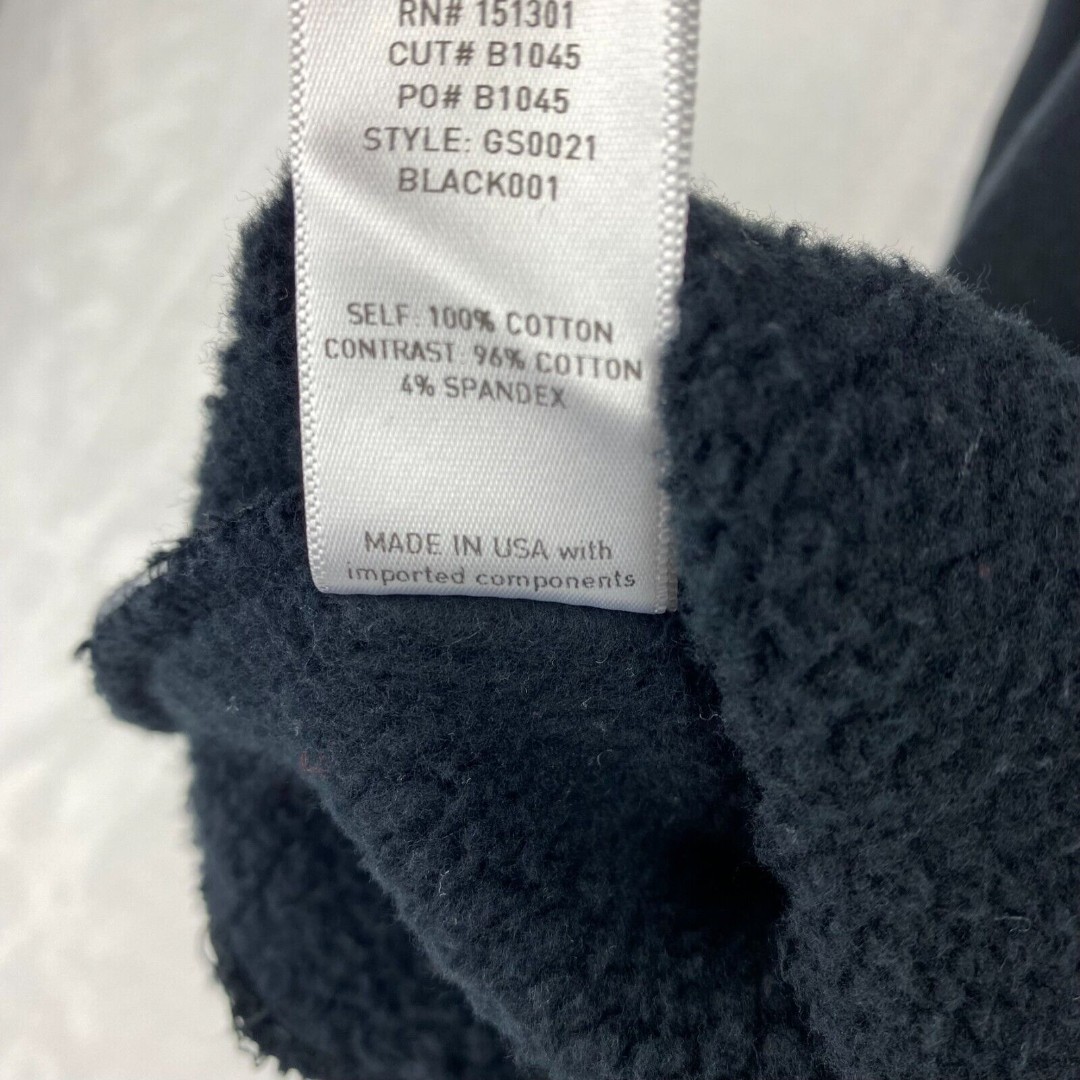 RN# 151301
CUT# B1045
PO# B1045
STYLE: GS0021
BLACK001
SELF: 100% COTTON
CONTRAST: 96% COTTON
4% SPANDEX
MADE IN USA with
imported components